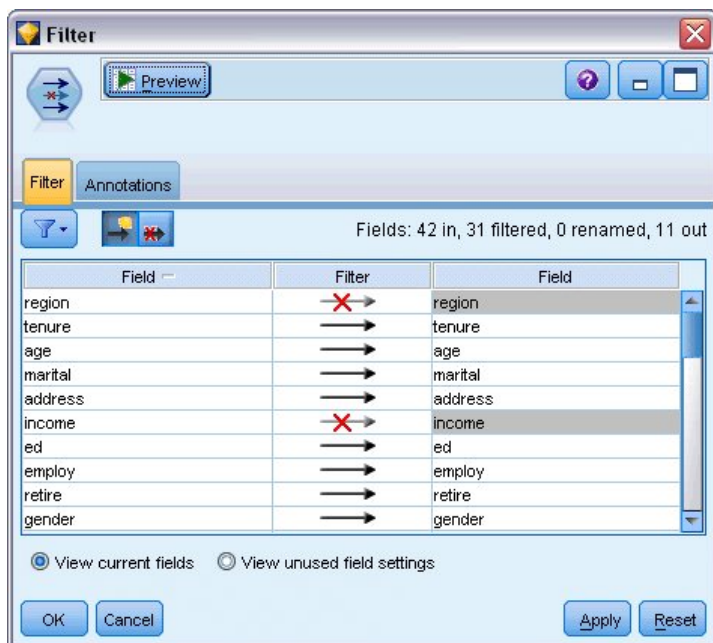 Filter
Preview
Filter Annotations
Fields: 42 in, 31 filtered, 0 renamed, 11 out
Field Filter Field
region region
tenure tenure
age age
marital marital
address address
income income
ed ed
employ employ
retire retire
gender gender
View current fields View unused field settings
OK Cancel Apply Reset